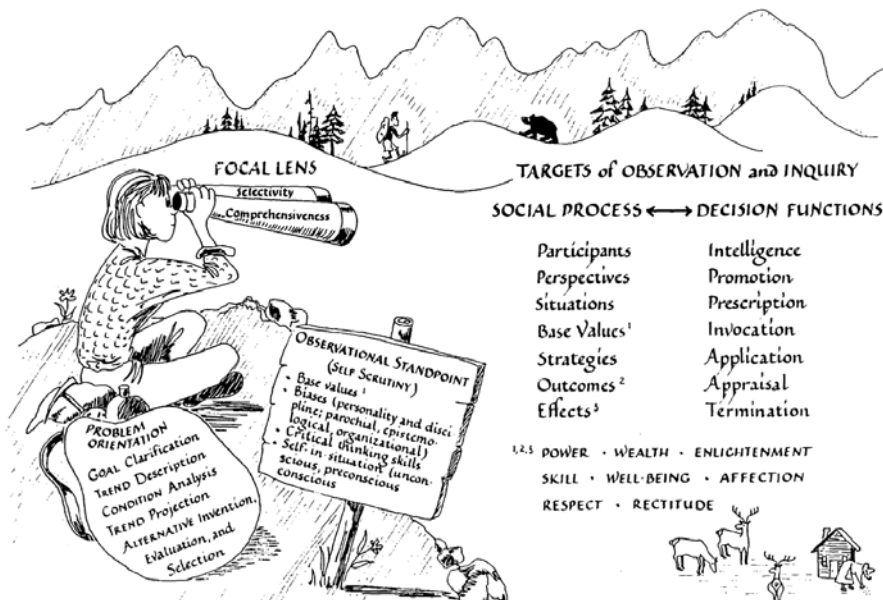 FOCAL LENS
Selectivity
Comprehensiveness
TARGETS of OBSERVATION and INQUIRY
SOCIAL PROCESS ⟷ DECISION FUNCTIONS
Participants
Perspectives
Situations
Base Values¹
Strategies
Outcomes²
Effects³
Intelligence
Promotion
Prescription
Invocation
Application
Appraisal
Termination
¹,²,³ POWER · WEALTH · ENLIGHTENMENT
SKILL · WELL-BEING · AFFECTION
RESPECT · RECTITUDE
OBSERVATIONAL STANDPOINT
(SELF SCRUTINY)
• Base values ¹
• Biases (personality and disci
pline; parochial, epistemo-
logical, organizational)
• Critical thinking skills
• Self-in-situation (uncon-
scious, preconscious
conscious
PROBLEM
ORIENTATION
GOAL Clarification
TREND Description
CONDITION Analysis
TREND Projection
ALTERNATIVE Invention,
Evaluation, and
Selection